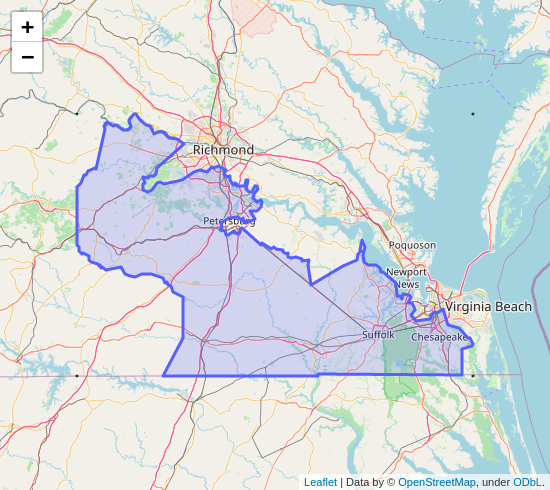 +
−
Richmond
Petersburg
Poquoson
Newport
News
Virginia Beach
Suffolk
Chesapeake
Leaflet | Data by © OpenStreetMap, under ODbL.